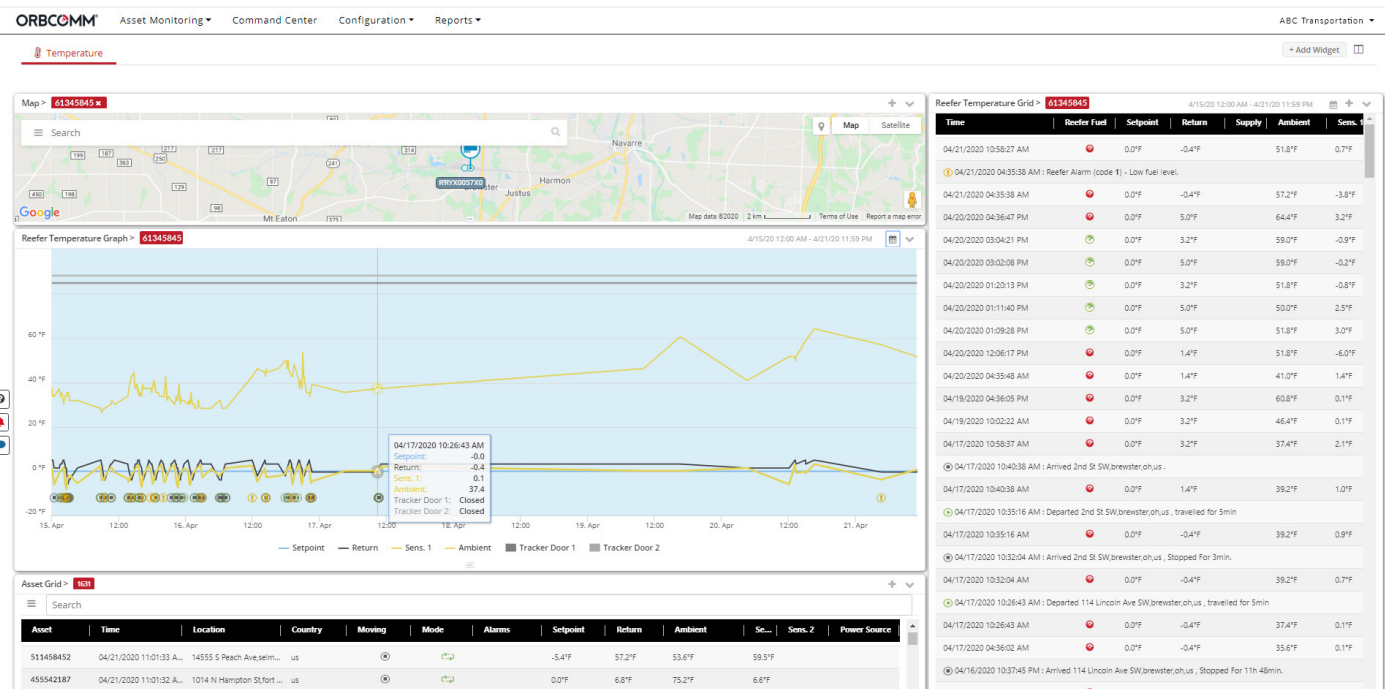 ORBCOMM Asset Monitoring Command Center Configuration Reports ABC Transportation
Temperature + Add Widget
Map > 61345845 x
Search
Map Satellite
199 187 363 250 217 217 241 314 Navarre
129 97 Harmon
RRYX0057X0 Justus
450 198
98
Google Mt Eaton Map data ©2020 2 km Terms of Use Report a map error
Reefer Temperature Graph > 61345845 4/15/20 12:00 AM - 4/21/20 11:59 PM
60 °F
40 °F
20 °F
0 °F
-20 °F
04/17/2020 10:26:43 AM
Setpoint: -0.0
Return: -0.4
Sens. 1: 0.1
Ambient: 37.4
Tracker Door 1: Closed
Tracker Door 2: Closed
15. Apr 12:00 16. Apr 12:00 17. Apr 12:00 18. Apr 12:00 19. Apr 12:00 20. Apr 12:00 21. Apr
Setpoint Return Sens. 1 Ambient Tracker Door 1 Tracker Door 2
Asset Grid > 1631
Search
Asset Time Location Country Moving Mode Alarms Setpoint Return Ambient Se... Sens. 2 Power Source
511458452 04/21/2020 11:01:33 A... 14555 S Peach Ave,selm... us -5.4°F 57.2°F 53.6°F 59.5°F
455542187 04/21/2020 11:01:32 A... 1014 N Hampton St,fort ... us 0.0°F 6.8°F 75.2°F 6.6°F
Reefer Temperature Grid > 61345845 4/15/20 12:00 AM - 4/21/20 11:59 PM
Time Reefer Fuel Setpoint Return Supply Ambient Sens. 1
04/21/2020 10:58:27 AM 0.0°F -0.4°F 51.8°F 0.7°F
04/21/2020 04:35:38 AM : Reefer Alarm (code 1) - Low fuel level.
04/21/2020 04:35:38 AM 0.0°F -0.4°F 57.2°F -3.8°F
04/20/2020 04:36:47 PM 0.0°F 5.0°F 64.4°F 3.2°F
04/20/2020 03:04:21 PM 0.0°F 3.2°F 59.0°F -0.9°F
04/20/2020 03:02:08 PM 0.0°F 5.0°F 59.0°F -0.2°F
04/20/2020 01:20:13 PM 0.0°F 3.2°F 51.8°F -0.8°F
04/20/2020 01:11:40 PM 0.0°F 5.0°F 50.0°F 2.5°F
04/20/2020 01:09:28 PM 0.0°F 5.0°F 51.8°F 3.0°F
04/20/2020 12:06:17 PM 0.0°F 1.4°F 51.8°F -6.0°F
04/20/2020 04:35:48 AM 0.0°F 1.4°F 41.0°F 1.4°F
04/19/2020 04:36:05 PM 0.0°F 3.2°F 60.8°F 0.1°F
04/19/2020 10:02:22 AM 0.0°F 3.2°F 46.4°F 0.1°F
04/17/2020 10:58:37 AM 0.0°F 3.2°F 37.4°F 2.1°F
04/17/2020 10:40:38 AM : Arrived 2nd St SW,brewster,oh,us .
04/17/2020 10:40:38 AM 0.0°F 1.4°F 39.2°F 1.0°F
04/17/2020 10:35:16 AM : Departed 2nd St SW,brewster,oh,us , travelled for 5min
04/17/2020 10:35:16 AM 0.0°F -0.4°F 39.2°F 0.9°F
04/17/2020 10:32:04 AM : Arrived 2nd St SW,brewster,oh,us , Stopped For 3min.
04/17/2020 10:32:04 AM 0.0°F -0.4°F 39.2°F 0.7°F
04/17/2020 10:26:43 AM : Departed 114 Lincoln Ave SW,brewster,oh,us , travelled for 5min
04/17/2020 10:26:43 AM 0.0°F -0.4°F 37.4°F 0.1°F
04/17/2020 04:36:02 AM 0.0°F -0.4°F 35.6°F 0.1°F
04/16/2020 10:37:45 PM : Arrived 114 Lincoln Ave SW,brewster,oh,us , Stopped For 11h 48min.